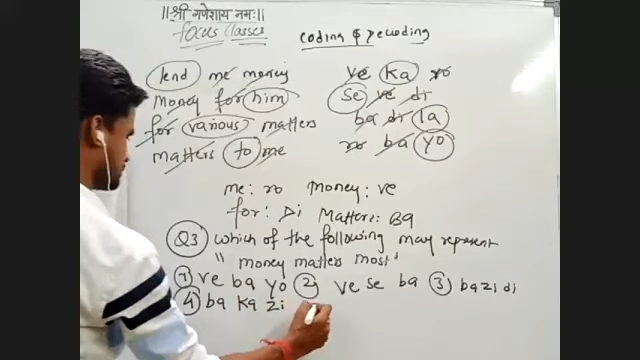 ||श्री गणेशाय नमः||
focus classes
Coding & Decoding
lend me money ye ka ro
money for him se ve di
for various matters ba di la
matters to me ro ba yo
me: ro Money: ve
for: Di Matters: Ba
Q3 Which of the following may represent
"money matters most"
1 ve ba yo 2 ve se ba 3 ba zi di
4 ba ka zi